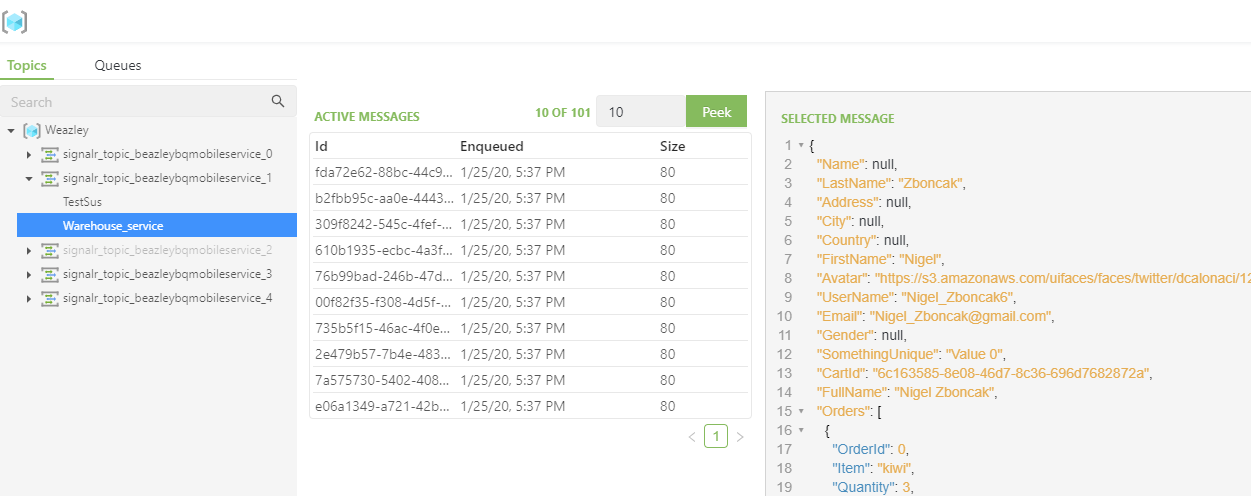 Topics Queues
Search
Weazley
signalr_topic_beazleybqmobileservice_0
signalr_topic_beazleybqmobileservice_1
TestSus
Warehouse_service
signalr_topic_beazleybqmobileservice_2
signalr_topic_beazleybqmobileservice_3
signalr_topic_beazleybqmobileservice_4
ACTIVE MESSAGES 10 OF 101 10 Peek
Id Enqueued Size
fda72e62-88bc-44c9... 1/25/20, 5:37 PM 80
b2fbb95c-aa0e-4443... 1/25/20, 5:37 PM 80
309f8242-545c-4fef-... 1/25/20, 5:37 PM 80
610b1935-ecbc-4a3f... 1/25/20, 5:37 PM 80
76b99bad-246b-47d... 1/25/20, 5:37 PM 80
00f82f35-f308-4d5f-... 1/25/20, 5:37 PM 80
735b5f15-46ac-4f0e... 1/25/20, 5:37 PM 80
2e479b57-7b4e-483... 1/25/20, 5:37 PM 80
7a575730-5402-408... 1/25/20, 5:37 PM 80
e06a1349-a721-42b... 1/25/20, 5:37 PM 80
< 1 >
SELECTED MESSAGE
1 {
2 "Name": null,
3 "LastName": "Zboncak",
4 "Address": null,
5 "City": null,
6 "Country": null,
7 "FirstName": "Nigel",
8 "Avatar": "https://s3.amazonaws.com/uifaces/faces/twitter/dcalonaci/12
9 "UserName": "Nigel_Zboncak6",
10 "Email": "Nigel_Zboncak@gmail.com",
11 "Gender": null,
12 "SomethingUnique": "Value 0",
13 "CartId": "6c163585-8e08-46d7-8c36-696d7682872a",
14 "FullName": "Nigel Zboncak",
15 "Orders": [
16 {
17 "OrderId": 0,
18 "Item": "kiwi",
19 "Quantity": 3,